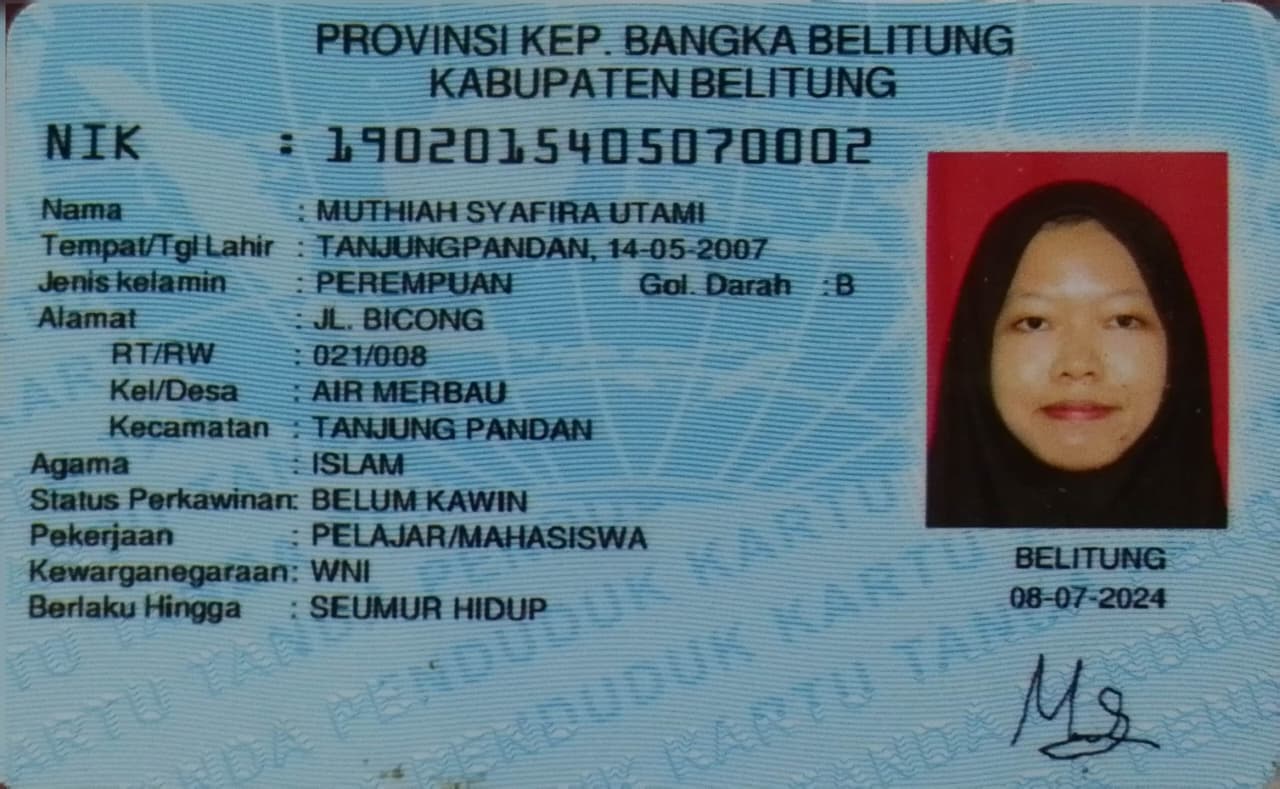 PROVINSI KEP. BANGKA BELITUNG
KABUPATEN BELITUNG
NIK : 1902015405070002
Nama : MUTHIAH SYAFIRA UTAMI
Tempat/Tgl Lahir : TANJUNGPANDAN, 14-05-2007
Jenis kelamin : PEREMPUAN Gol. Darah : B
Alamat : JL. BICONG
RT/RW : 021/008
Kel/Desa : AIR MERBAU
Kecamatan : TANJUNG PANDAN
Agama : ISLAM
Status Perkawinan: BELUM KAWIN
Pekerjaan : PELAJAR/MAHASISWA
Kewarganegaraan: WNI
Berlaku Hingga : SEUMUR HIDUP
BELITUNG
08-07-2024